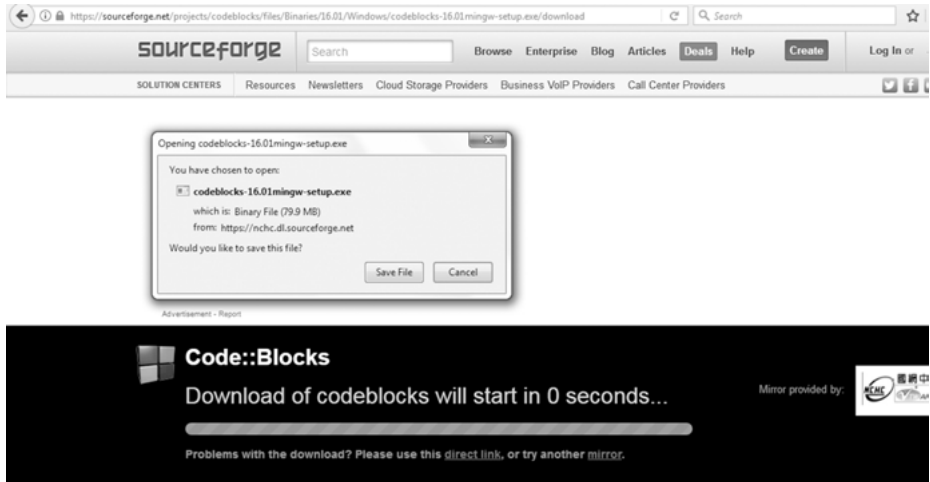 https://sourceforge.net/projects/codeblocks/files/Binaries/16.01/Windows/codeblocks-16.01mingw-setup.exe/download
Search
sourceforge
Search
Browse Enterprise Blog Articles Deals Help Create Log In or
SOLUTION CENTERS Resources Newsletters Cloud Storage Providers Business VoIP Providers Call Center Providers
Opening codeblocks-16.01mingw-setup.exe
You have chosen to open:
codeblocks-16.01mingw-setup.exe
which is: Binary File (79.9 MB)
from: https://nchc.dl.sourceforge.net
Would you like to save this file?
Save File Cancel
Advertisement - Report
Code::Blocks
Download of codeblocks will start in 0 seconds...
Mirror provided by:
NCHC
國網中
Problems with the download? Please use this direct link, or try another mirror.